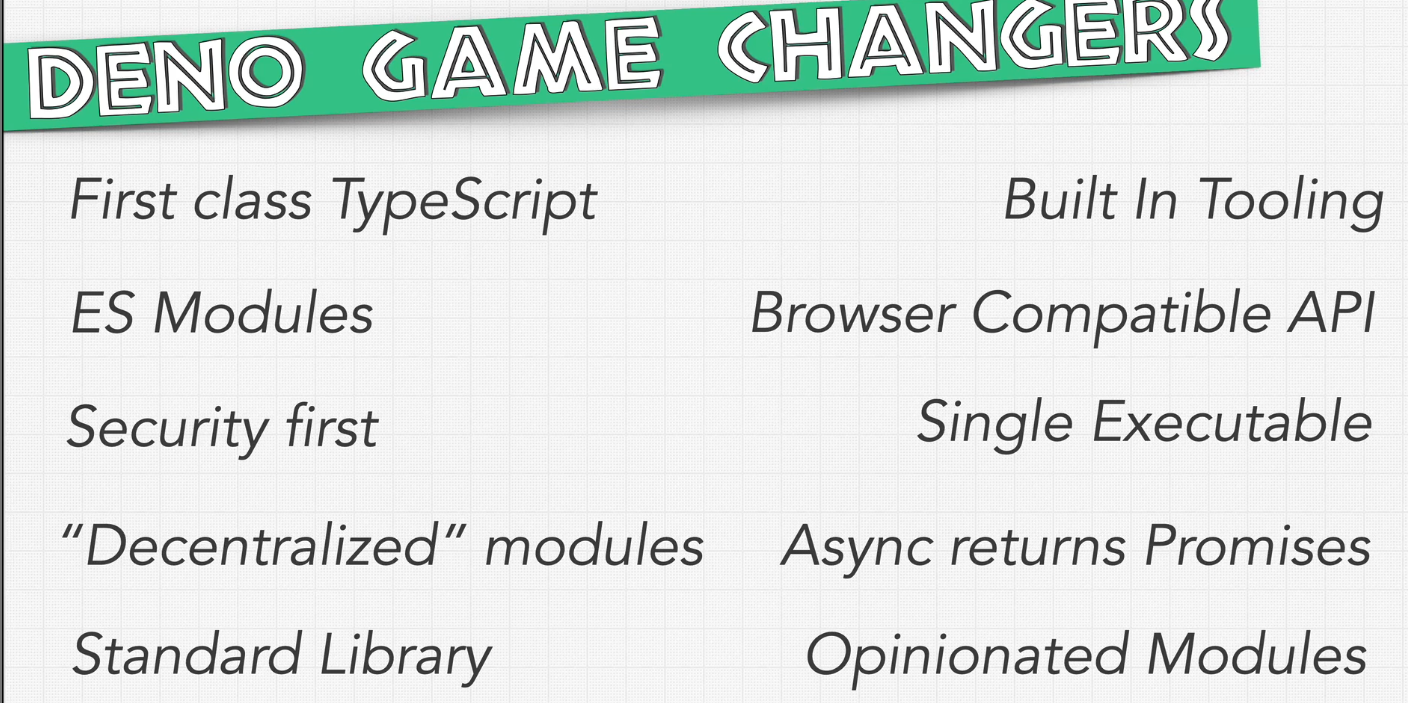 DENO GAME CHANGERS
First class TypeScript
Built In Tooling
ES Modules
Browser Compatible API
Security first
Single Executable
“Decentralized” modules
Async returns Promises
Standard Library
Opinionated Modules